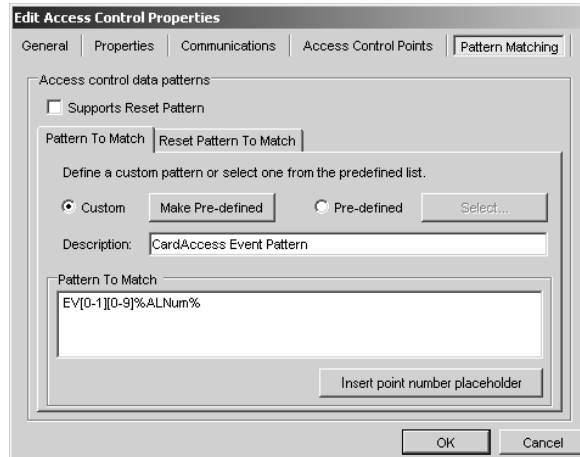 Edit Access Control Properties
General Properties Communications Access Control Points Pattern Matching
Access control data patterns
Supports Reset Pattern
Pattern To Match Reset Pattern To Match
Define a custom pattern or select one from the predefined list.
Custom Make Pre-defined Pre-defined Select...
Description: CardAccess Event Pattern
Pattern To Match
EV[0-1][0-9]%ALNum%
Insert point number placeholder
OK Cancel